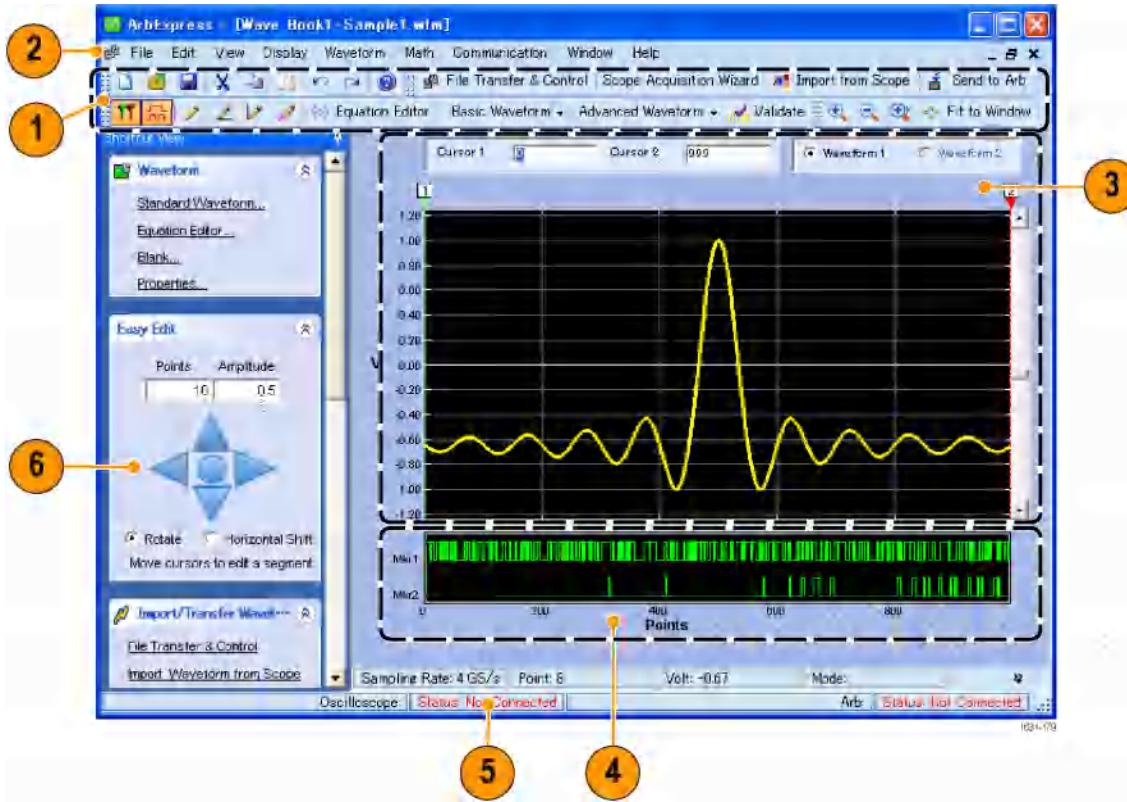 ArbExpress - [Wave Book1-Sample1.wfm]
2
File Edit View Display Waveform Math Communication Window Help
1
File Transfer & Control Scope Acquisition Wizard Import from Scope Send to Arb
Equation Editor Basic Waveform Advanced Waveform Validate Fit to Window
Shortcut View
Waveform
Standard Waveform...
Equation Editor...
Blank...
Properties...
Easy Edit
Points Amplitude
10 0.5
6
Rotate Horizontal Shift
Move cursors to edit a segment
Import/Transfer Wavef...
File Transfer & Control
Import Waveform from Scope
Cursor 1 Cursor 2 999 Waveform 1 Waveform 2
3
1 2
1.20
1.00
0.80
0.60
0.40
0.20
0.00
V
-0.20
-0.40
-0.60
-0.80
-1.00
-1.20
Mkr1
Mkr2
0 200 400 600 800
Points
Sampling Rate: 4 GS/s Point: 8 Volt: -0.67 Mode:
Oscilloscope Status: Not Connected Arb Status: Not Connected
5
4